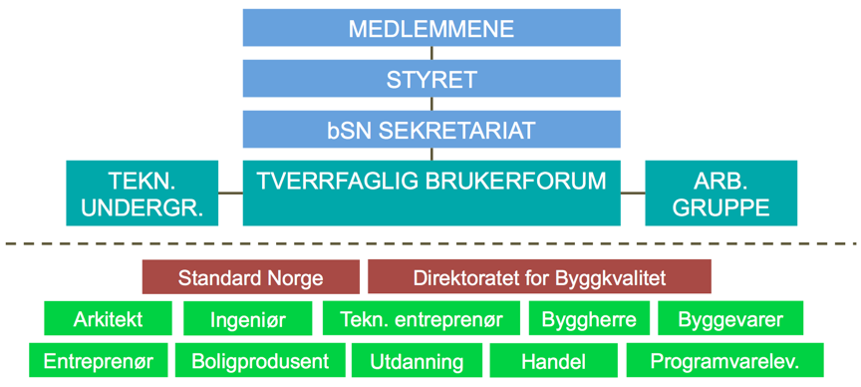 MEDLEMMENE
STYRET
bSN SEKRETARIAT
TEKN.
UNDERGR.
TVERRFAGLIG BRUKERFORUM
ARB.
GRUPPE
Standard Norge
Direktoratet for Byggkvalitet
Arkitekt
Ingeniør
Tekn. entreprenør
Byggherre
Byggevarer
Entreprenør
Boligprodusent
Utdanning
Handel
Programvarelev.